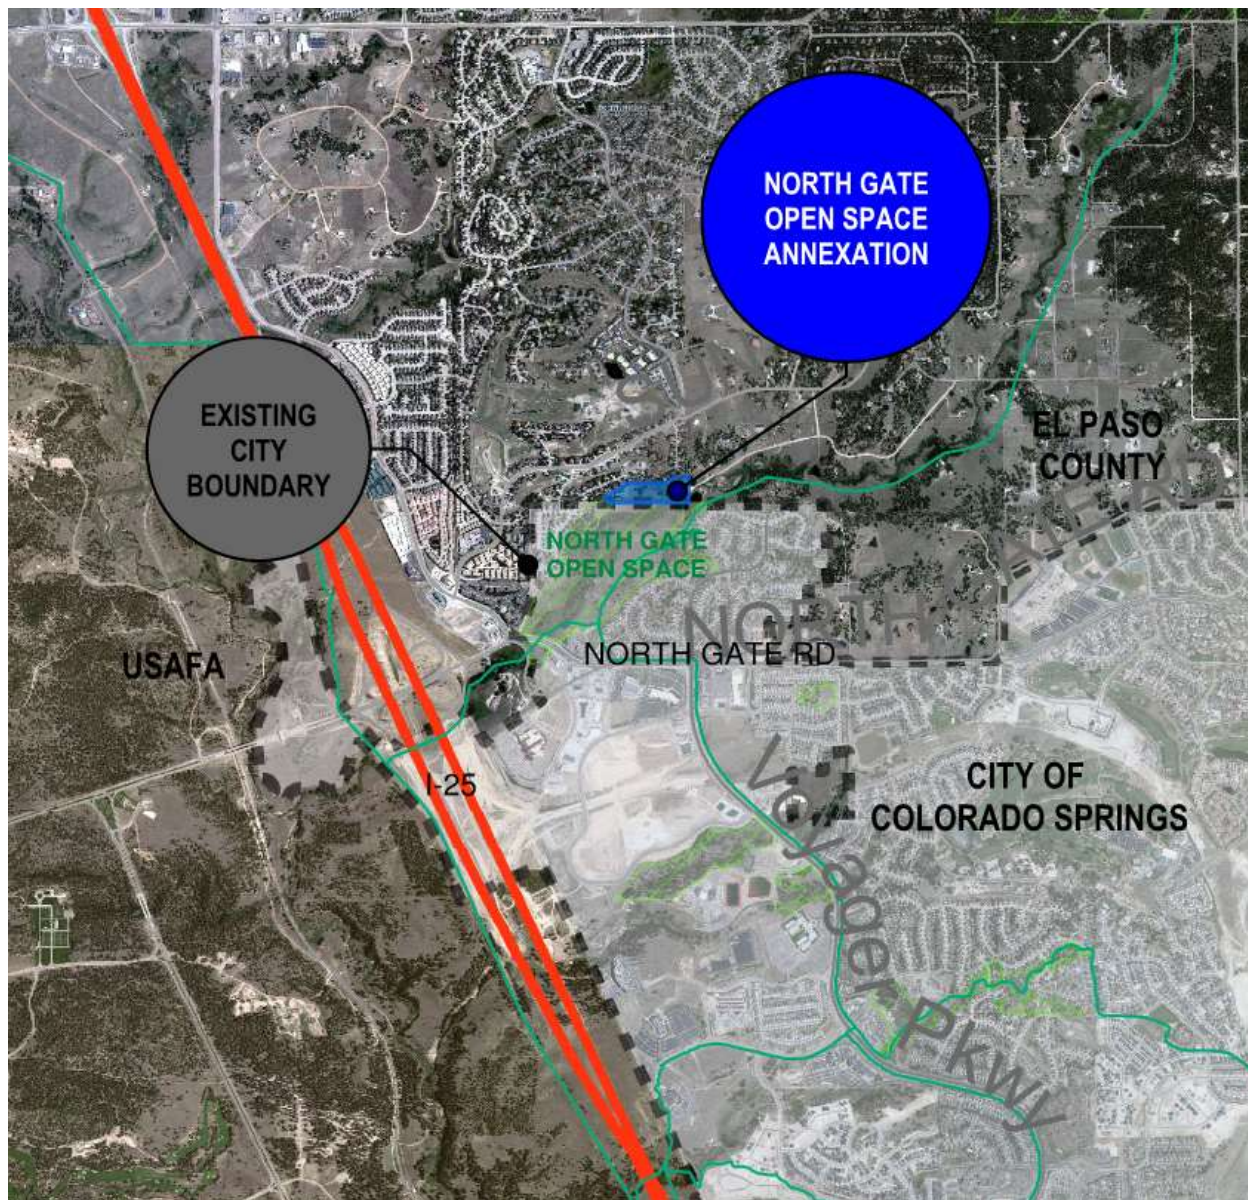 NORTH GATE
OPEN SPACE
ANNEXATION
EXISTING
CITY
BOUNDARY
EL PASO
COUNTY
NORTH GATE
OPEN SPACE
NORTH
USAFA
NORTH GATE RD
I-25
CITY OF
COLORADO SPRINGS
Voyager Pkwy